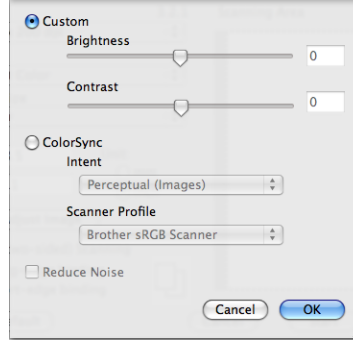 Custom
Brightness
0
Contrast
0
ColorSync
Intent
Perceptual (Images)
Scanner Profile
Brother sRGB Scanner
Reduce Noise
Cancel OK